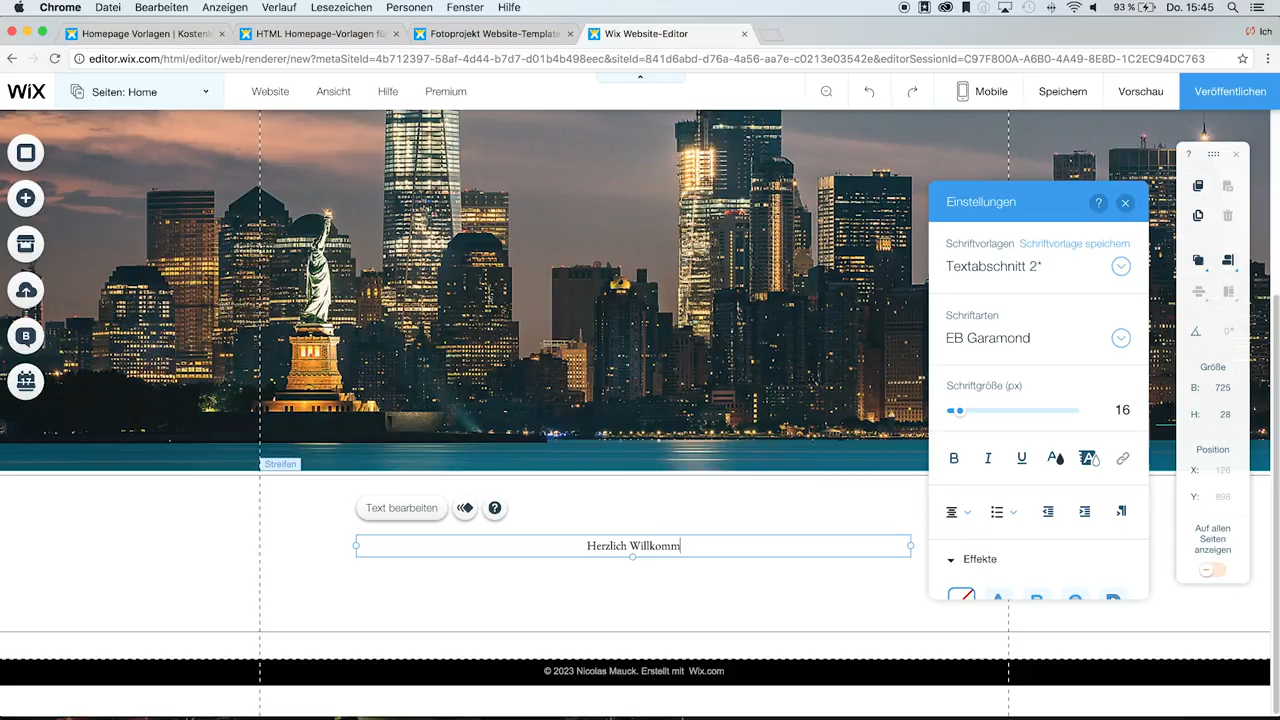 Chrome Datei Bearbeiten Anzeigen Verlauf Lesezeichen Personen Fenster Hilfe 93 % Do. 15:45
Homepage Vorlagen | Kostenl × HTML Homepage-Vorlagen für × Fotoprojekt Website-Template × Wix Website-Editor × Ich
editor.wix.com/html/editor/web/renderer/new?metaSiteId=4b712397-58af-4d44-b7d7-d01b4b498eec&siteId=841d6abd-d76a-4a56-aa7e-c0213e03542e&editorSessionId=C97F800A-A6B0-4A49-8E8D-1C2EC94DC763
WiX Seiten: Home Website Ansicht Hilfe Premium Mobile Speichern Vorschau Veröffentlichen
Einstellungen ? ×
Schriftvorlagen Schriftvorlage speichern
Textabschnitt 2*
Schriftarten
EB Garamond
Schriftgröße (px)
16
B I U A A
Effekte
? ×
0°
Größe
B: 725
H: 28
Position
X: 126
Y: 898
Auf allen
Seiten
anzeigen
Streifen
Text bearbeiten ?
Herzlich Willkomm
© 2023 Nicolas Mauck. Erstellt mit Wix.com